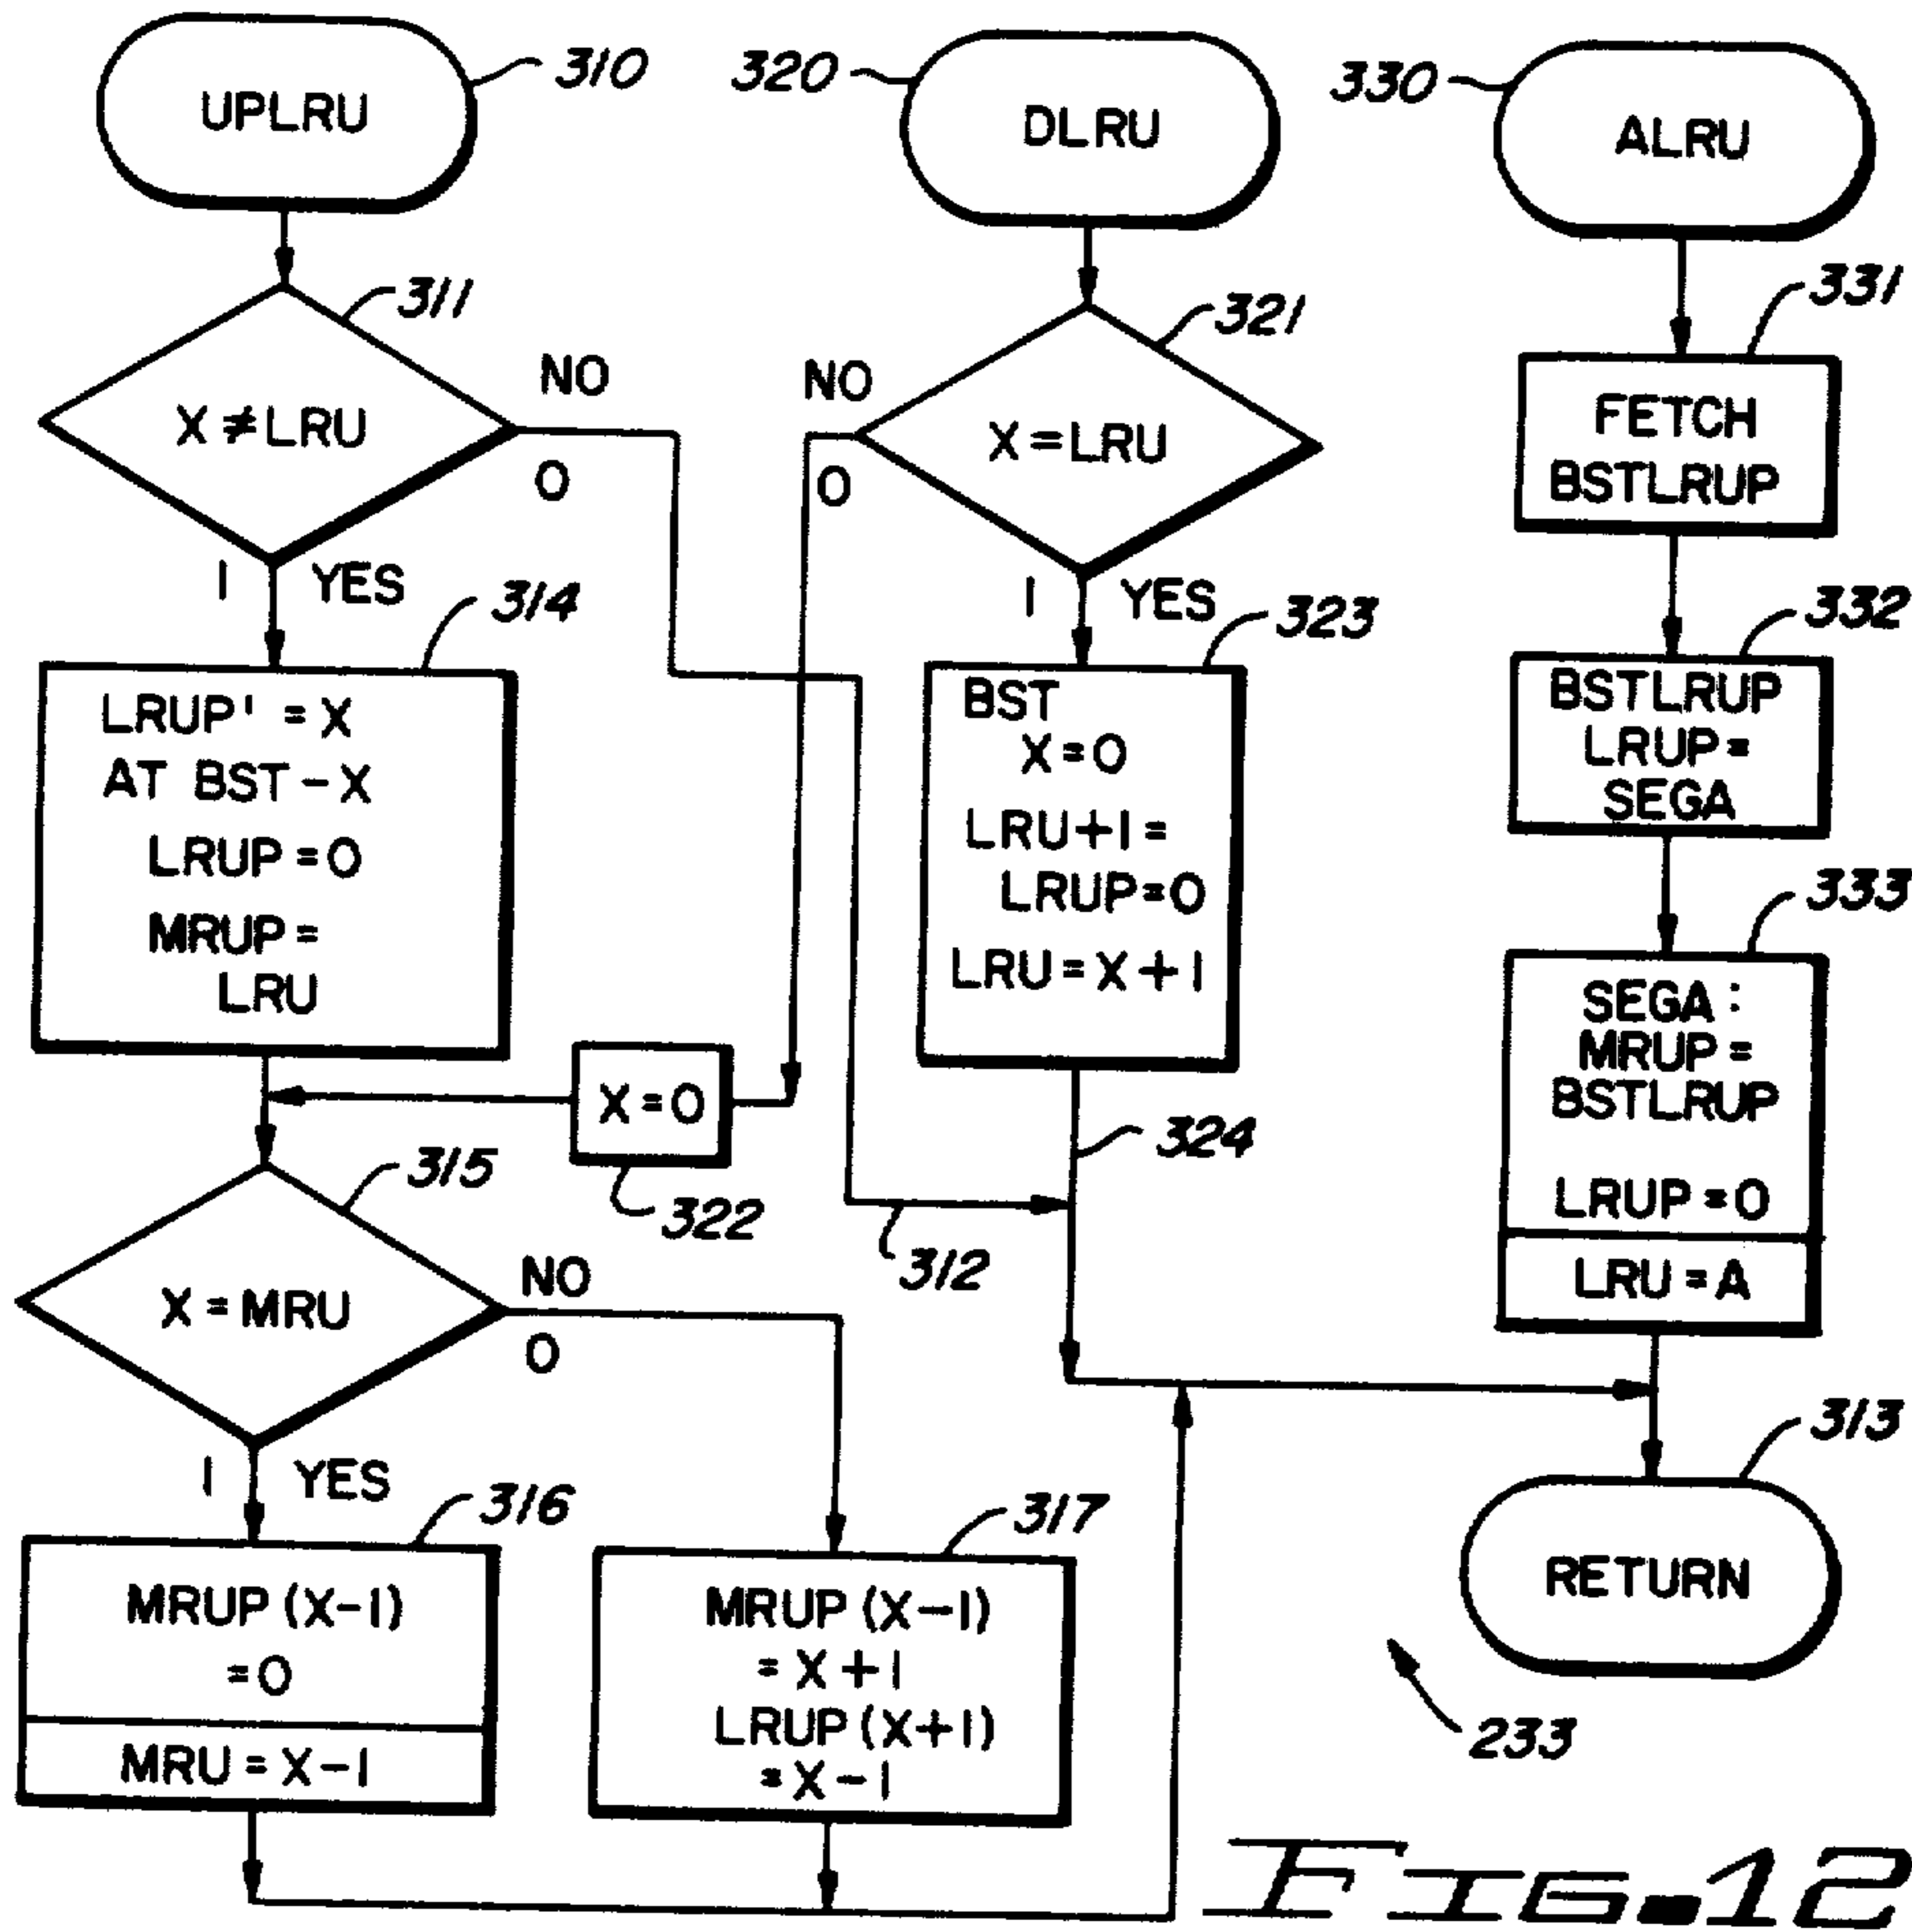 UPLRU
310
320
DLRU
330
ALRU
311
X ≠ LRU
NO
0
1
YES
321
X = LRU
NO
0
1
YES
331
FETCH
BSTLRUP
314
LRUP' = X
AT BST - X
LRUP = 0
MRUP =
LRU
323
BST
X = 0
LRU + 1 =
LRUP = 0
LRU = X + 1
332
BSTLRUP
LRUP =
SEGA
333
SEGA :
MRUP =
BSTLRUP
LRUP = 0
LRU = A
X = 0
322
324
312
315
X = MRU
NO
0
1
YES
313
RETURN
316
MRUP (X-1)
= 0
MRU = X-1
317
MRUP (X-1)
= X + 1
LRUP (X+1)
= X - 1
233
FIG. 12